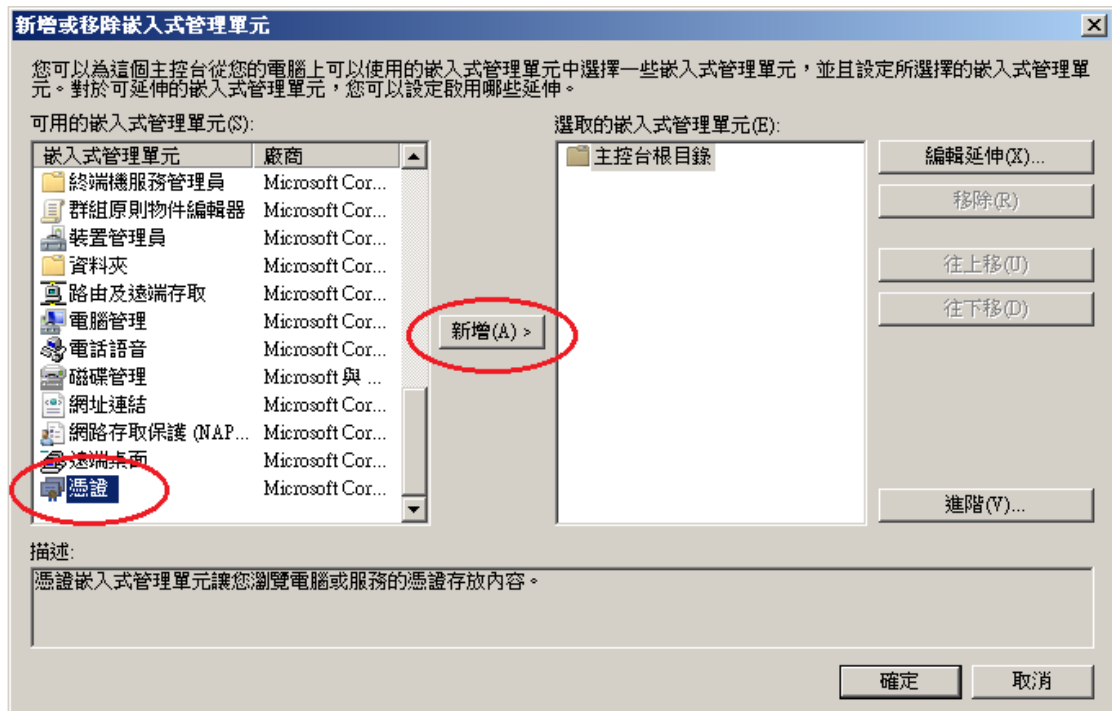 新增或移除嵌入式管理單元
您可以為這個主控台從您的電腦上可以使用的嵌入式管理單元中選擇一些嵌入式管理單元，並且設定所選擇的嵌入式管理單
元。對於可延伸的嵌入式管理單元，您可以設定啟用哪些延伸。
可用的嵌入式管理單元(S):
嵌入式管理單元 廠商
終端機服務管理員 Microsoft Cor...
群組原則物件編輯器 Microsoft Cor...
裝置管理員 Microsoft Cor...
資料夾 Microsoft Cor...
路由及遠端存取 Microsoft Cor...
電腦管理 Microsoft Cor...
電話語音 Microsoft Cor...
磁碟管理 Microsoft 與 ...
網址連結 Microsoft Cor...
網路存取保護 (NAP... Microsoft Cor...
遠端桌面 Microsoft Cor...
憑證 Microsoft Cor...
新增(A) >
選取的嵌入式管理單元(E):
主控台根目錄
編輯延伸(X)...
移除(R)
往上移(U)
往下移(D)
進階(V)...
描述:
憑證嵌入式管理單元讓您瀏覽電腦或服務的憑證存放內容。
確定
取消